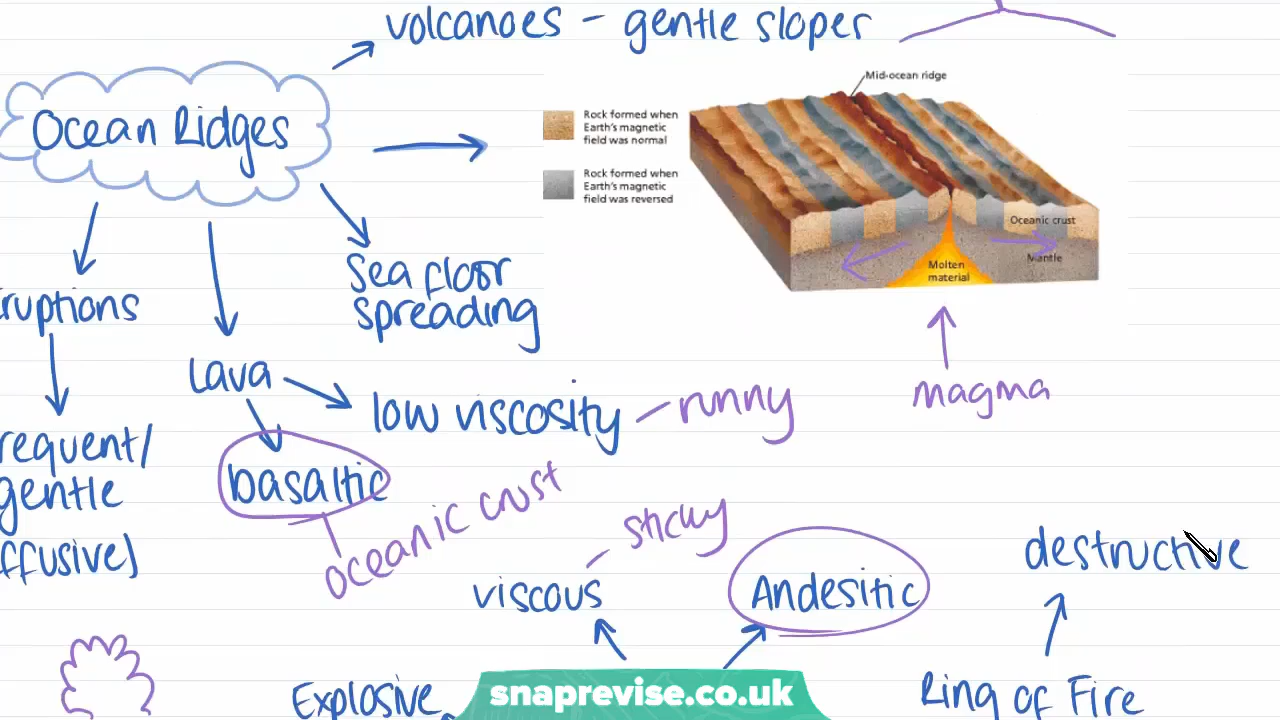 volcanoes - gentle sloper
Mid-ocean ridge
Ocean Ridges
Rock formed when
Earth's magnetic
field was normal
Rock formed when
Earth's magnetic
field was reversed
Oceanic crust
Mantle
Molten
material
Sea floor
spreading
ruptions
magma
Lava
low viscosity - runny
requent/
gentle
ffusive)
basaltic
oceanic crust
sticky
viscous
Andesitic
destructive
Explosive
Ring of Fire
snaprevise.co.uk